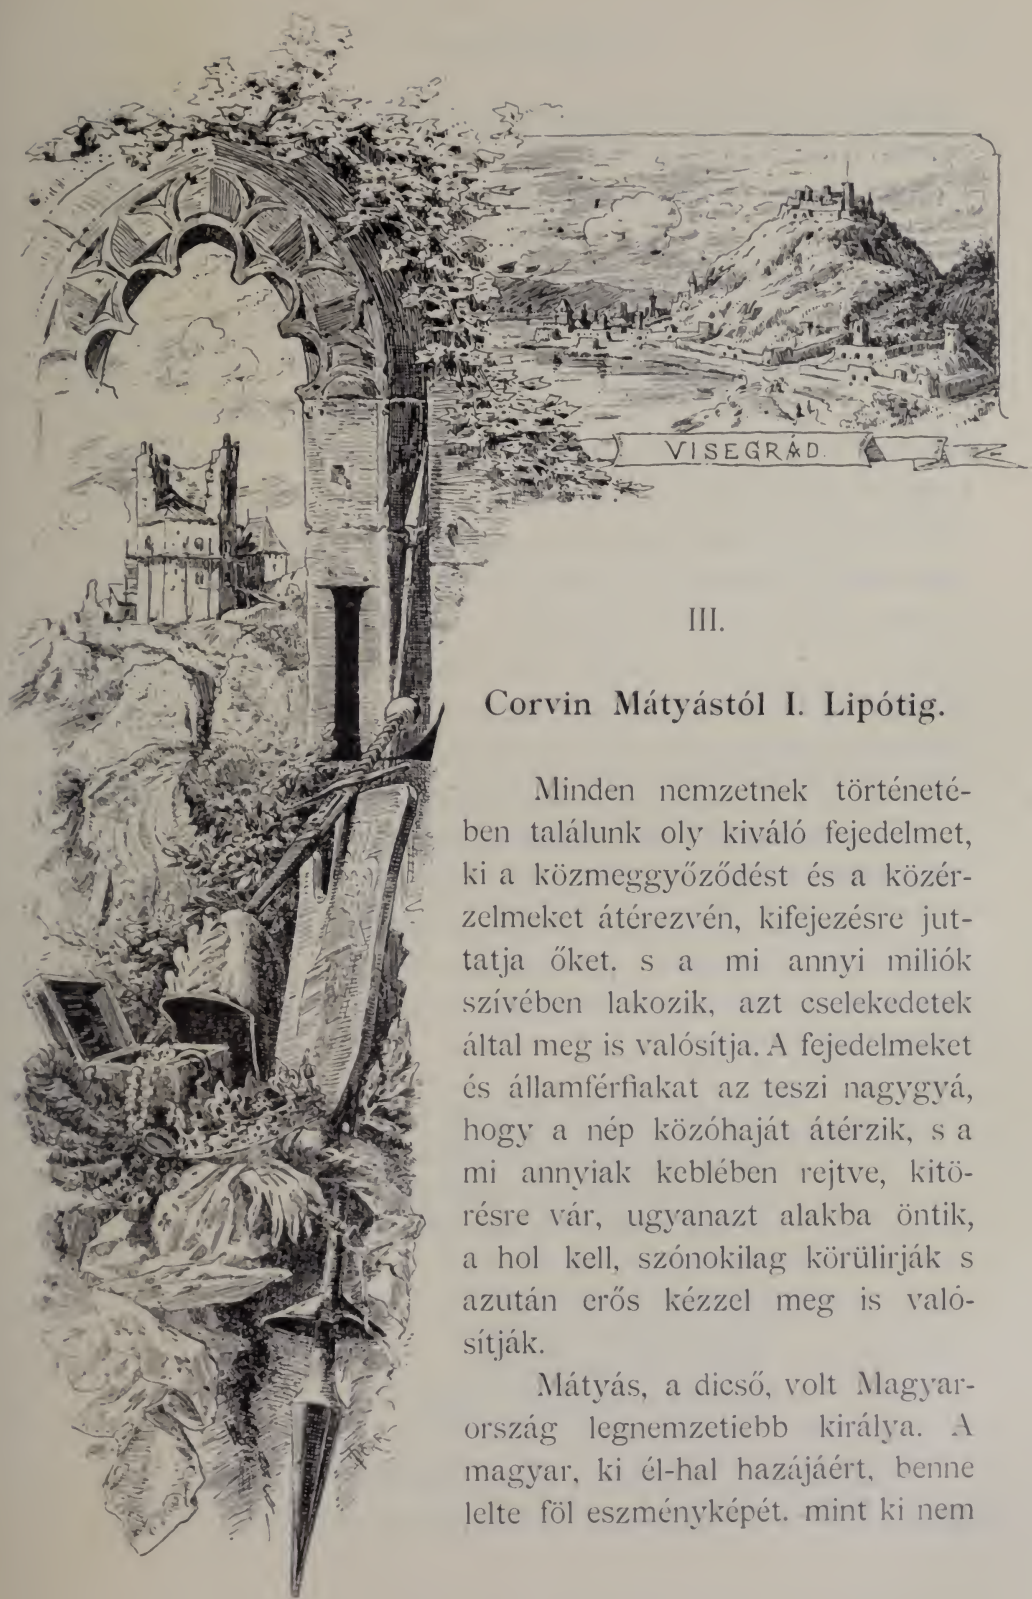 VISEGRÁD.
III.
Corvin Mátyástól I. Lipótig.
Minden nemzetnek történeté-
ben találunk oly kiváló fejedelmet,
ki a közmeggyőződést és a közér-
zelmeket átérezvén, kifejezésre jut-
tatja őket. s a mi annyi miliók
szívében lakozik, azt cselekedetek
által meg is valósítja. A fejedelmeket
és államférfiakat az teszi nagygyá,
hogy a nép közóhaját átérzik, s a
mi annyiak keblében rejtve, kitö-
résre vár, ugyanazt alakba öntik,
a hol kell, szónokilag körülirják s
azután erős kézzel meg is való-
sítják.
Mátyás, a dicső, volt Magyar-
ország legnemzetiebb királya. A
magyar, ki él-hal hazájáért, benne
lelte föl eszményképét. mint ki nem